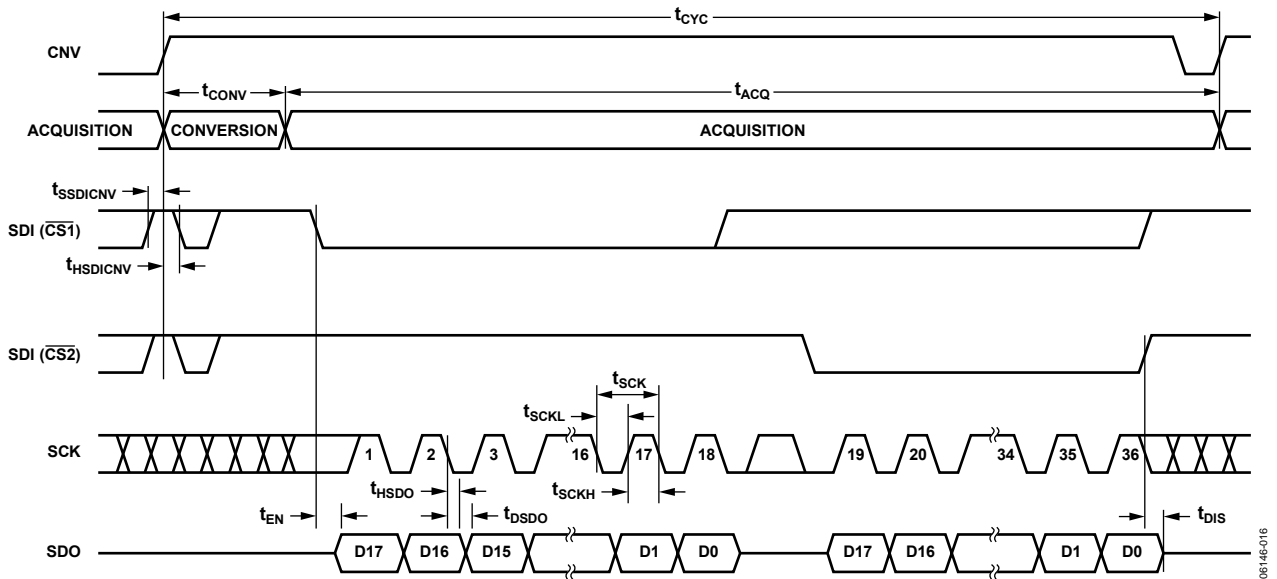 tCYC
CNV
tCONV
tACQ
ACQUISITION
CONVERSION
ACQUISITION
tSSDICNV
SDI (CS1)
tHSDICNV
SDI (CS2)
tSCK
tSCKL
SCK
1 2 3 16 17 18 19 20 34 35 36
tHSDO
tSCKH
tEN
tDSDO
tDIS
SDO
D17 D16 D15 D1 D0 D17 D16 D1 D0
06146-016